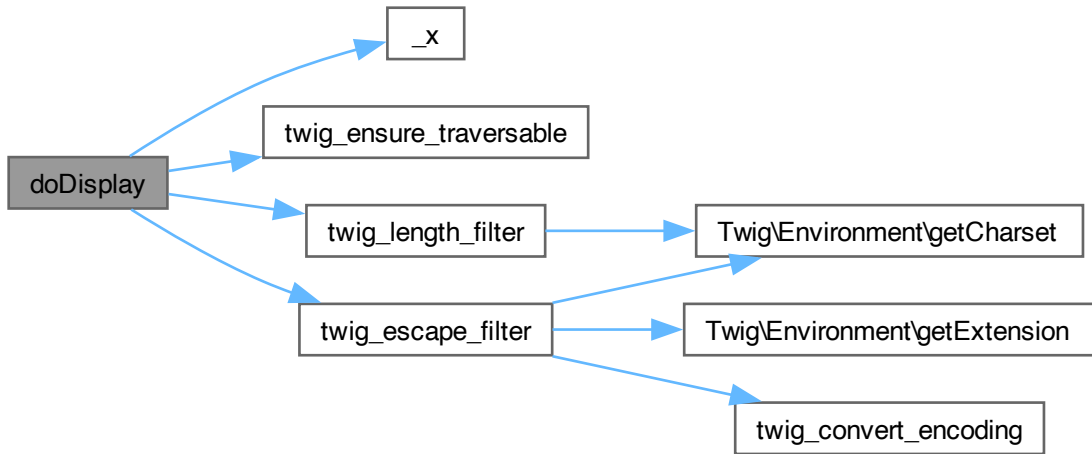 _x
twig_ensure_traversable
doDisplay
twig_length_filter
Twig\Environment\getCharset
twig_escape_filter
Twig\Environment\getExtension
twig_convert_encoding